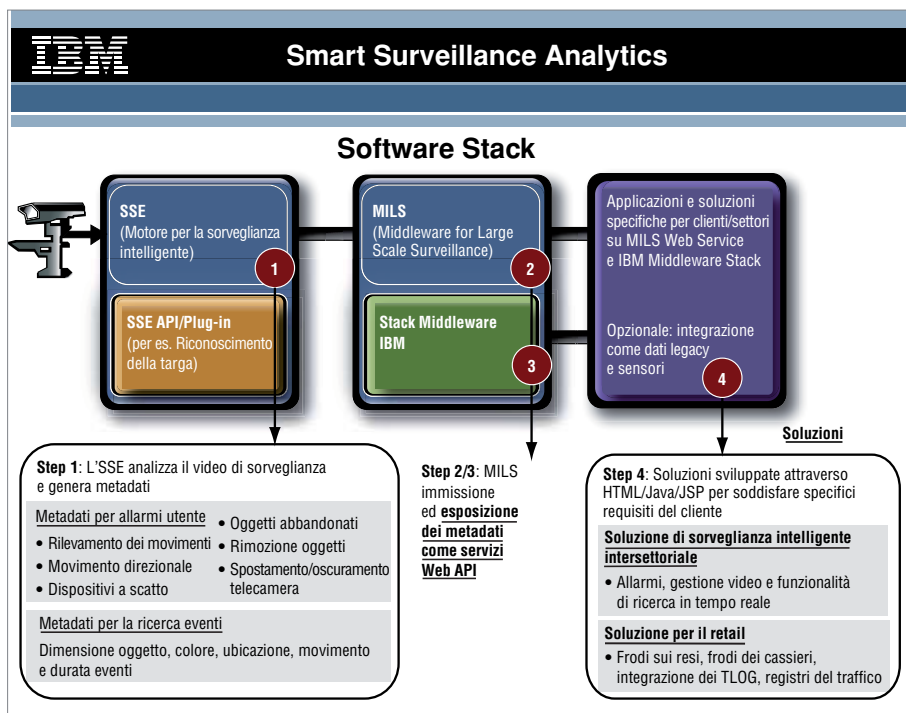 IBM
Smart Surveillance Analytics
Software Stack
SSE
(Motore per la sorveglianza
intelligente)
1
SSE API/Plug-in
(per es. Riconoscimento
della targa)
MILS
(Middleware for Large
Scale Surveillance)
2
Stack Middleware
IBM
3
Applicazioni e soluzioni
specifiche per clienti/settori
su MILS Web Service
e IBM Middleware Stack
Opzionale: integrazione
come dati legacy
e sensori
4
Soluzioni
Step 1: L'SSE analizza il video di sorveglianza
e genera metadati
Metadati per allarmi utente
• Rilevamento dei movimenti
• Movimento direzionale
• Dispositivi a scatto
• Oggetti abbandonati
• Rimozione oggetti
• Spostamento/oscuramento
telecamera
Metadati per la ricerca eventi
Dimensione oggetto, colore, ubicazione, movimento
e durata eventi
Step 2/3: MILS
immissione
ed esposizione
dei metadati
come servizi
Web API
Step 4: Soluzioni sviluppate attraverso
HTML/Java/JSP per soddisfare specifici
requisiti del cliente
Soluzione di sorveglianza intelligente
intersettoriale
• Allarmi, gestione video e funzionalità
di ricerca in tempo reale
Soluzione per il retail
• Frodi sui resi, frodi dei cassieri,
integrazione dei TLOG, registri del traffico